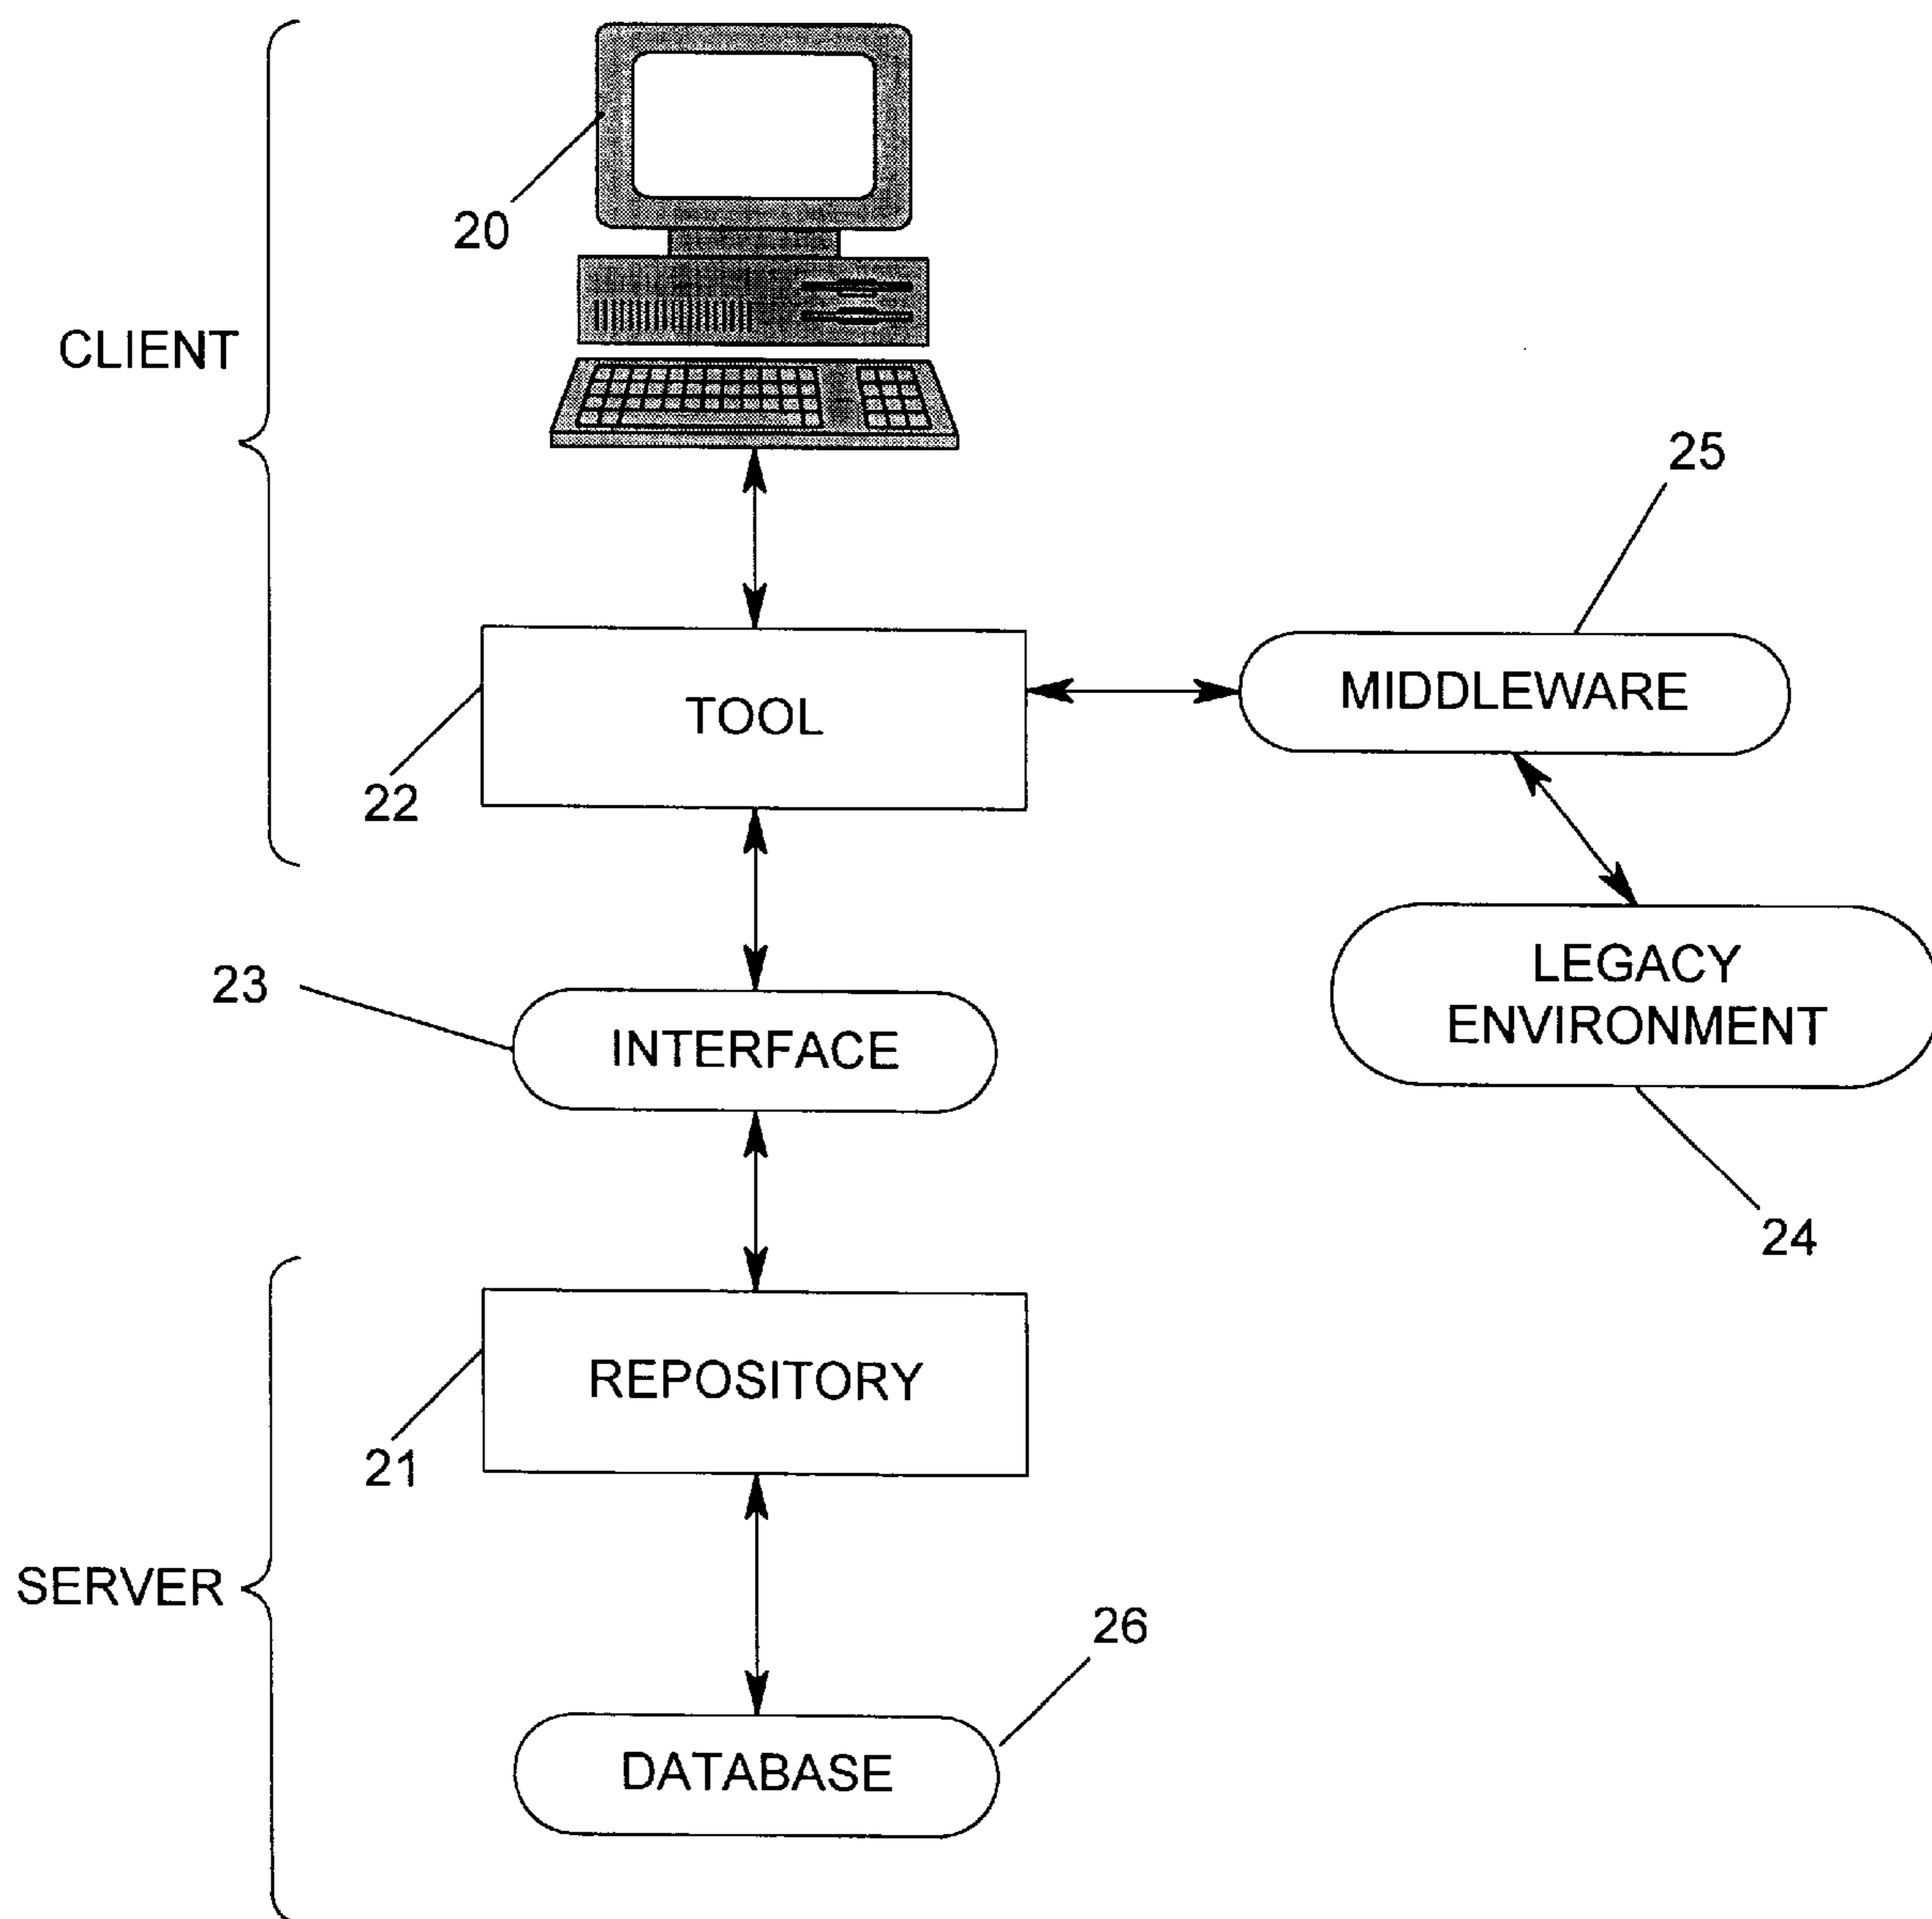 20
CLIENT
25
MIDDLEWARE
TOOL
22
LEGACY
ENVIRONMENT
23
INTERFACE
24
REPOSITORY
21
SERVER
26
DATABASE